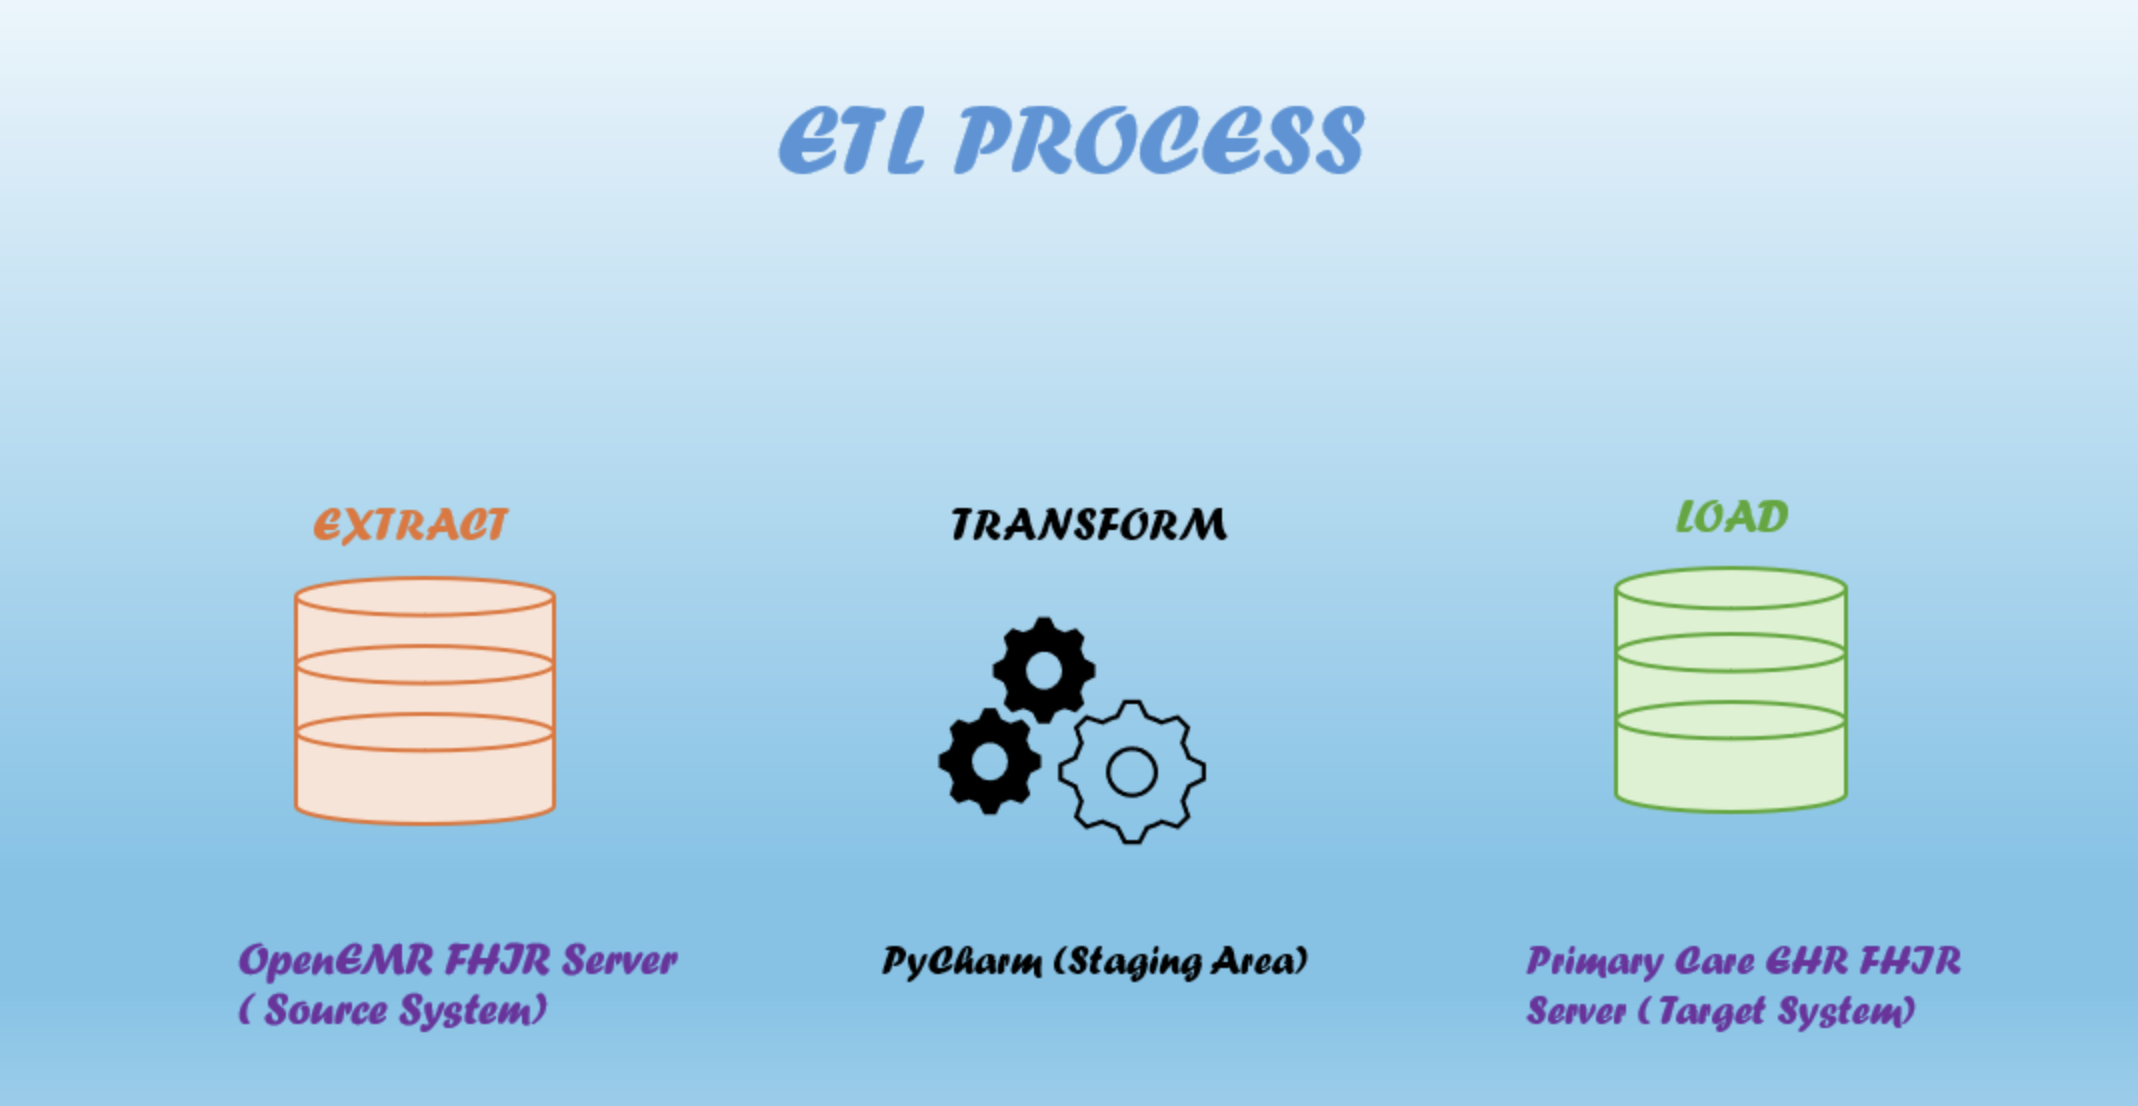 ETL PROCESS
EXTRACT
TRANSFORM
LOAD
OpenEMR FHIR Server
( Source System)
PyCharm (Staging Area)
Primary Care EHR FHIR
Server ( Target System)